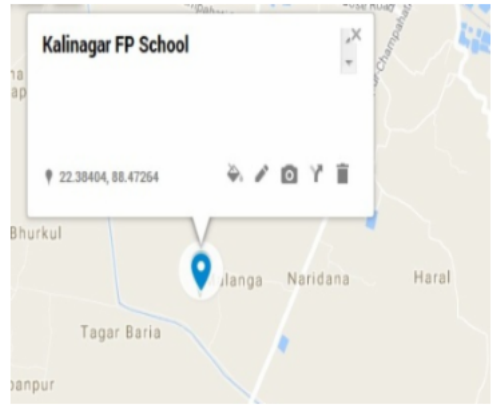 Kalinagar FP School
22.38404, 88.47264
Bhurkul
Naridana
Haral
Tagar Baria